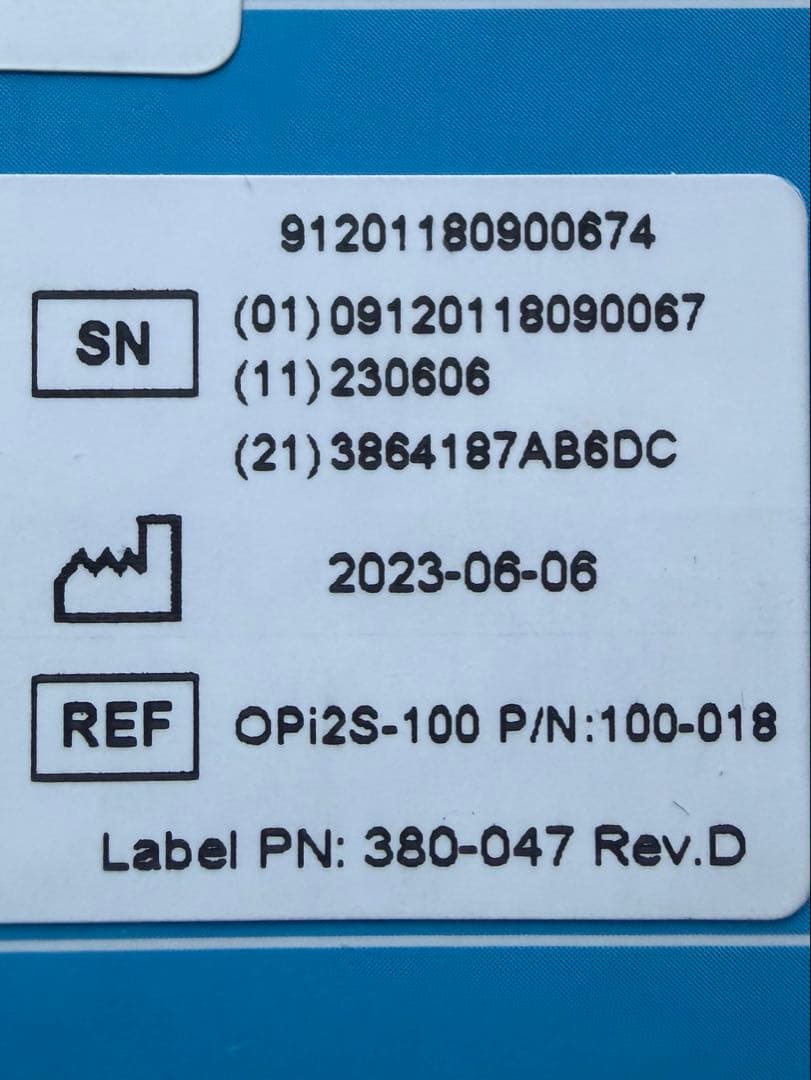 91201180900674
SN
(01)09120118090067
(11)230606
(21)3864187AB6DC
2023-06-06
REF OPi2S-100 P/N:100-018
Label PN: 380-047 Rev.D